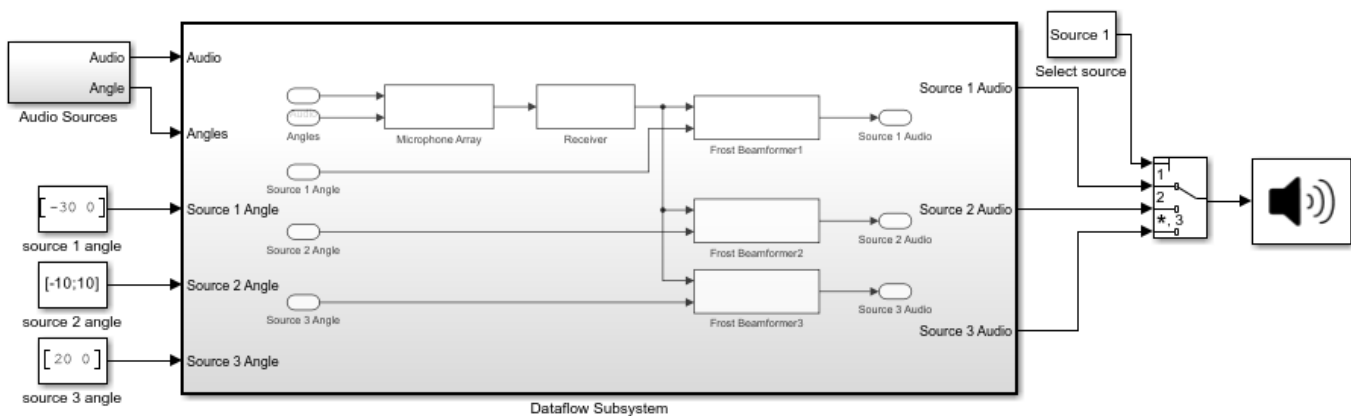 Audio
Angle
Audio Sources
[-30 0]
source 1 angle
[-10;10]
source 2 angle
[20 0]
source 3 angle
Audio
Angles
Source 1 Angle
Source 2 Angle
Source 3 Angle
Audio
Angles
Source 1 Angle
Source 2 Angle
Source 3 Angle
Microphone Array
Receiver
Frost Beamformer1
Frost Beamformer2
Frost Beamformer3
Source 1 Audio
Source 2 Audio
Source 3 Audio
Source 1 Audio
Source 2 Audio
Source 3 Audio
Dataflow Subsystem
Source 1
Select source
1
2
*, 3